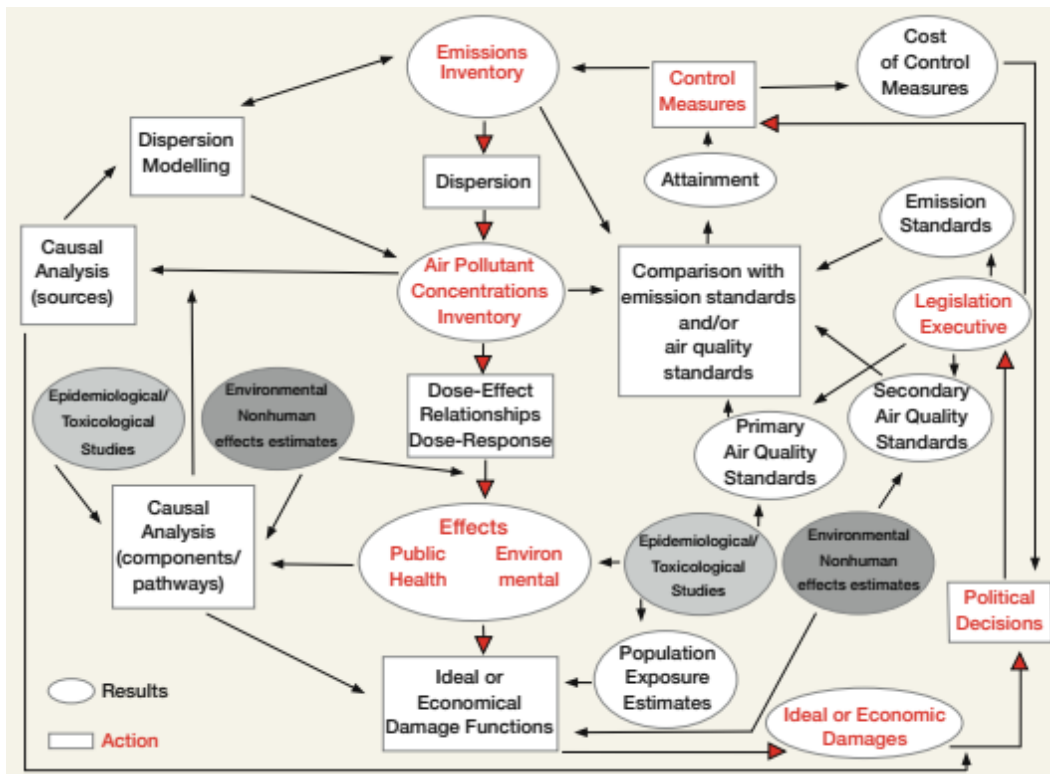 Emissions
Inventory
Control
Measures
Cost
of Control
Measures
Dispersion
Modelling
Dispersion
Attainment
Emission
Standards
Causal
Analysis
(sources)
Air Pollutant
Concentrations
Inventory
Comparison with
emission standards
and/or
air quality
standards
Legislation
Executive
Epidemiological/
Toxicological
Studies
Environmental
Nonhuman
effects estimates
Dose-Effect
Relationships
Dose-Response
Primary
Air Quality
Standards
Secondary
Air Quality
Standards
Causal
Analysis
(components/
pathways)
Effects
Public
Health
Environ
mental
Epidemiological/
Toxicological
Studies
Environmental
Nonhuman
effects estimates
Political
Decisions
Ideal or
Economical
Damage Functions
Population
Exposure
Estimates
Ideal or Economic
Damages
Results
Action